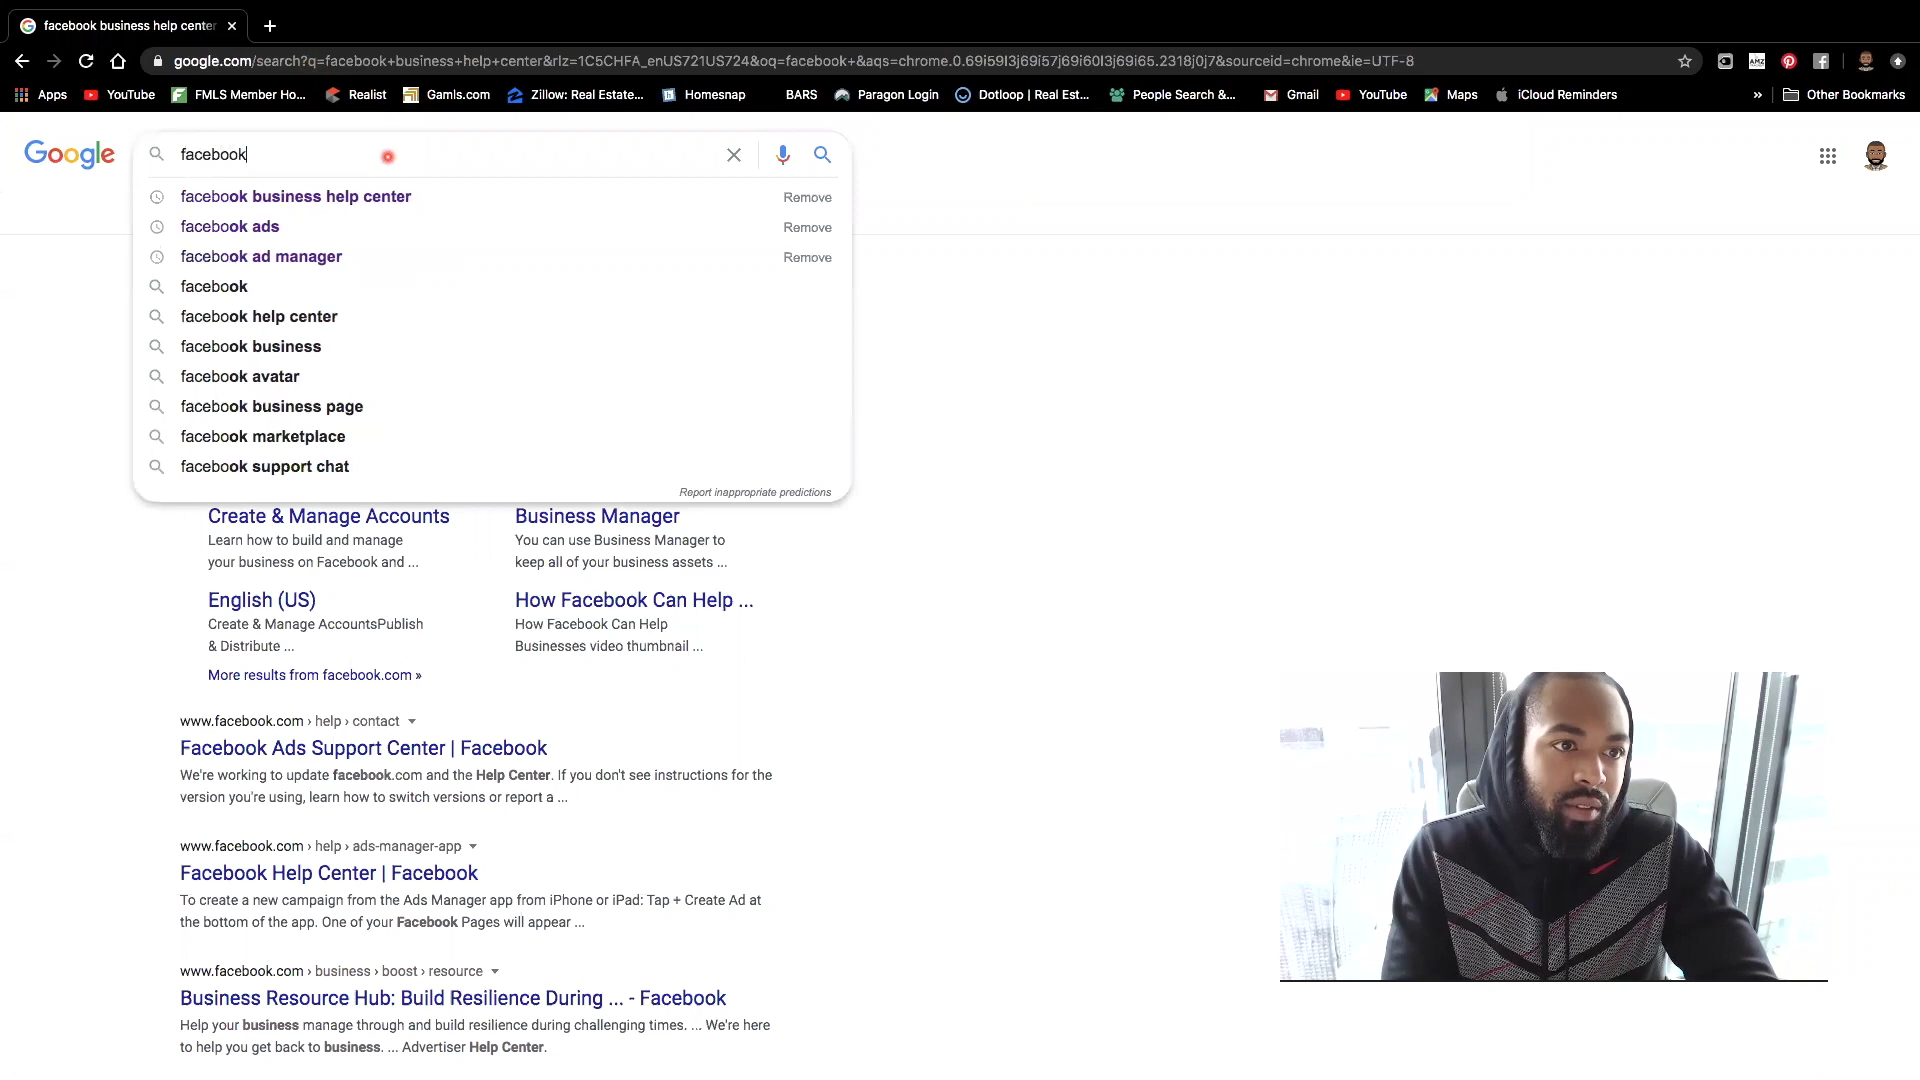 facebook business help center
google.com/search?q=facebook+business+help+center&rlz=1C5CHFA_enUS721US724&oq=facebook+&aqs=chrome.0.69i59l3j69i57j69i60l3j69i65.2318j0j7&sourceid=chrome&ie=UTF-8
AMZ
Apps YouTube FMLS Member Ho... Realist Gamls.com Zillow: Real Estate... Homesnap BARS Paragon Login Dotloop | Real Est... People Search &... Gmail YouTube Maps iCloud Reminders » Other Bookmarks
Google facebook
facebook business help center Remove
facebook ads Remove
facebook ad manager Remove
facebook
facebook help center
facebook business
facebook avatar
facebook business page
facebook marketplace
facebook support chat
Report inappropriate predictions
Create & Manage Accounts
Learn how to build and manage
your business on Facebook and ...
Business Manager
You can use Business Manager to
keep all of your business assets ...
English (US)
Create & Manage AccountsPublish
& Distribute ...
How Facebook Can Help ...
How Facebook Can Help
Businesses video thumbnail ...
More results from facebook.com »
www.facebook.com › help › contact
Facebook Ads Support Center | Facebook
We're working to update facebook.com and the Help Center. If you don't see instructions for the
version you're using, learn how to switch versions or report a ...
www.facebook.com › help › ads-manager-app
Facebook Help Center | Facebook
To create a new campaign from the Ads Manager app from iPhone or iPad: Tap + Create Ad at
the bottom of the app. One of your Facebook Pages will appear ...
www.facebook.com › business › boost › resource
Business Resource Hub: Build Resilience During ... - Facebook
Help your business manage through and build resilience during challenging times. ... We're here
to help you get back to business. ... Advertiser Help Center.